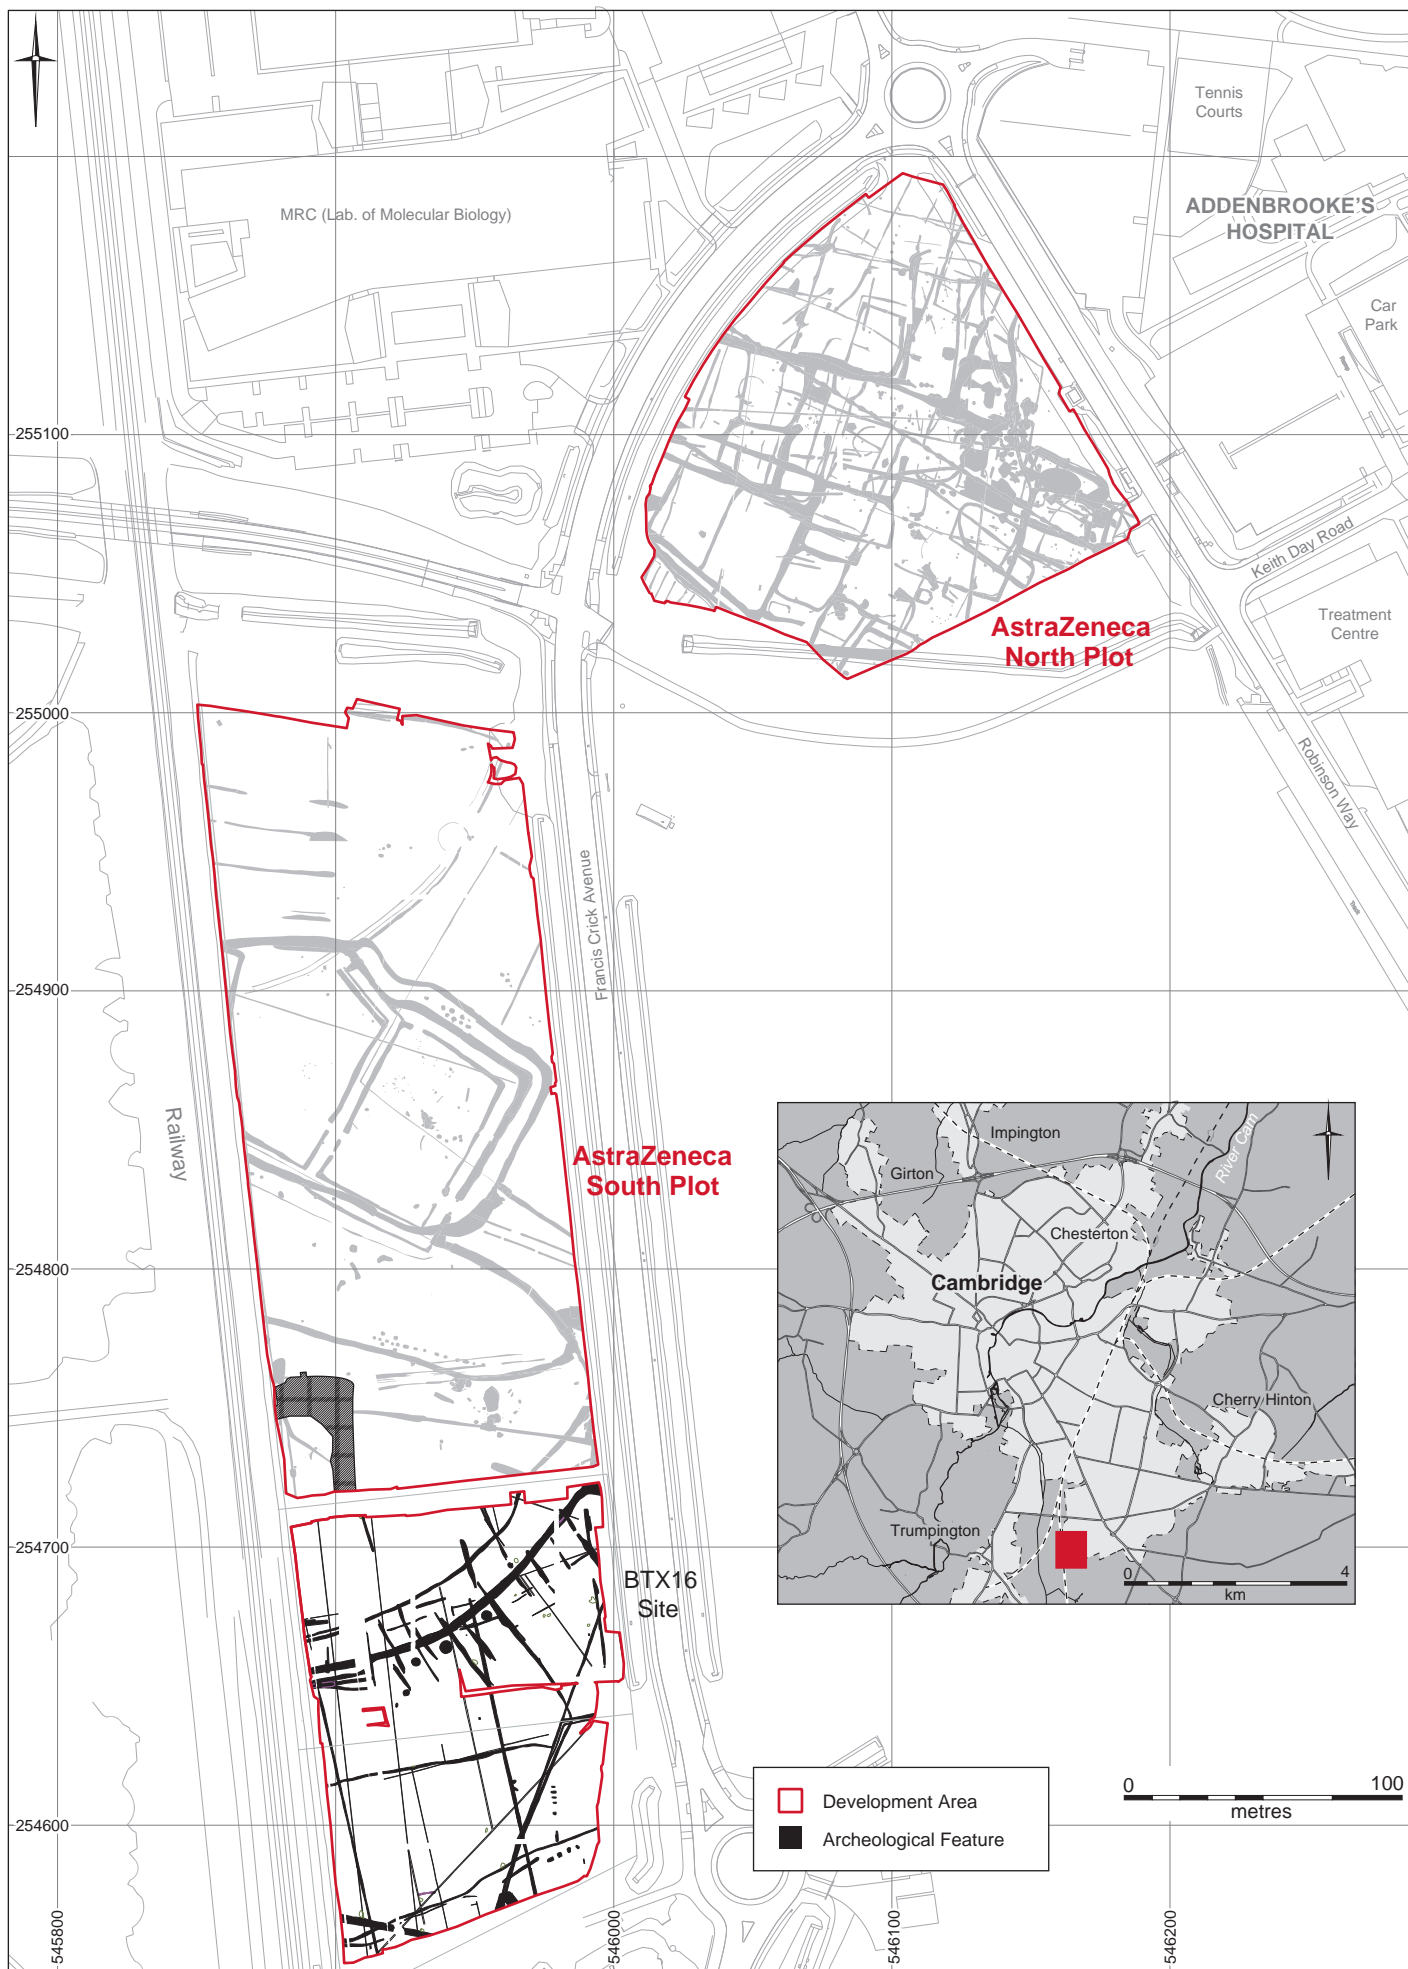 Tennis
Courts
MRC (Lab. of Molecular Biology)
ADDENBROOKE'S
HOSPITAL
Car
Park
255100
Keith Day Road
Treatment
Centre
AstraZeneca
North Plot
255000
Robinson Way
Francis Crick Avenue
254900
Railway
AstraZeneca
South Plot
Impington
River Cam
Girton
Chesterton
254800
Cambridge
Cherry Hinton
Trumpington
0
4
km
254700
BTX16
Site
Development Area
Archeological Feature
0
100
metres
254600
545800
546000
546100
546200